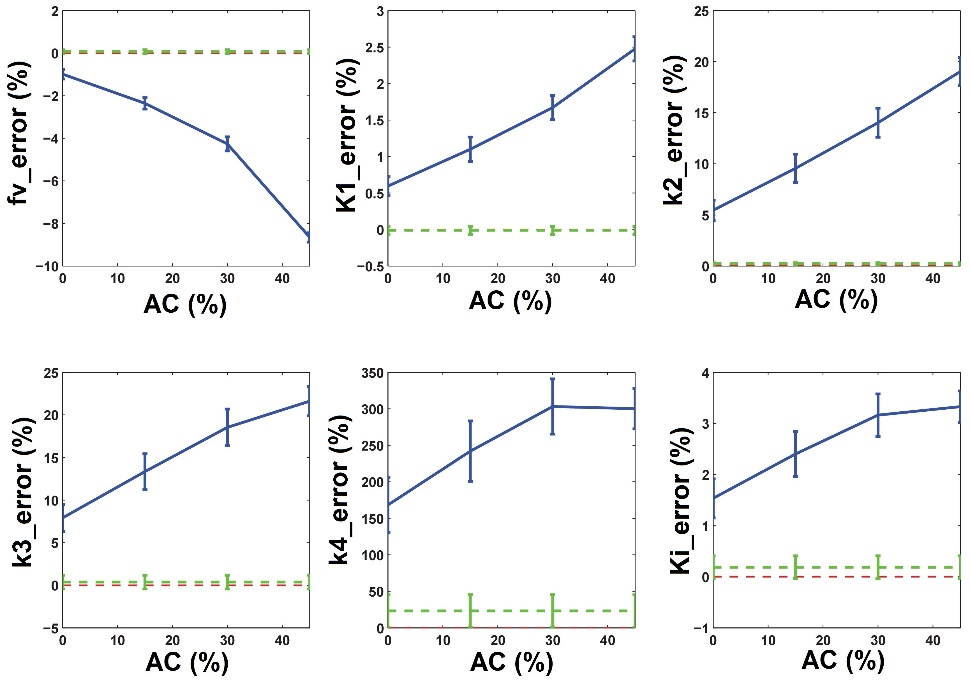 fv_error (%)
2
0
−2
−4
−6
−8
−10
0 10 20 30 40
AC (%)
K1_error (%)
3
2.5
2
1.5
1
0.5
0
−0.5
0 10 20 30 40
AC (%)
k2_error (%)
25
20
15
10
5
0
0 10 20 30 40
AC (%)
k3_error (%)
25
20
15
10
5
0
−5
0 10 20 30 40
AC (%)
k4_error (%)
350
300
250
200
150
100
50
0
0 10 20 30 40
AC (%)
Ki_error (%)
4
3
2
1
0
−1
0 10 20 30 40
AC (%)